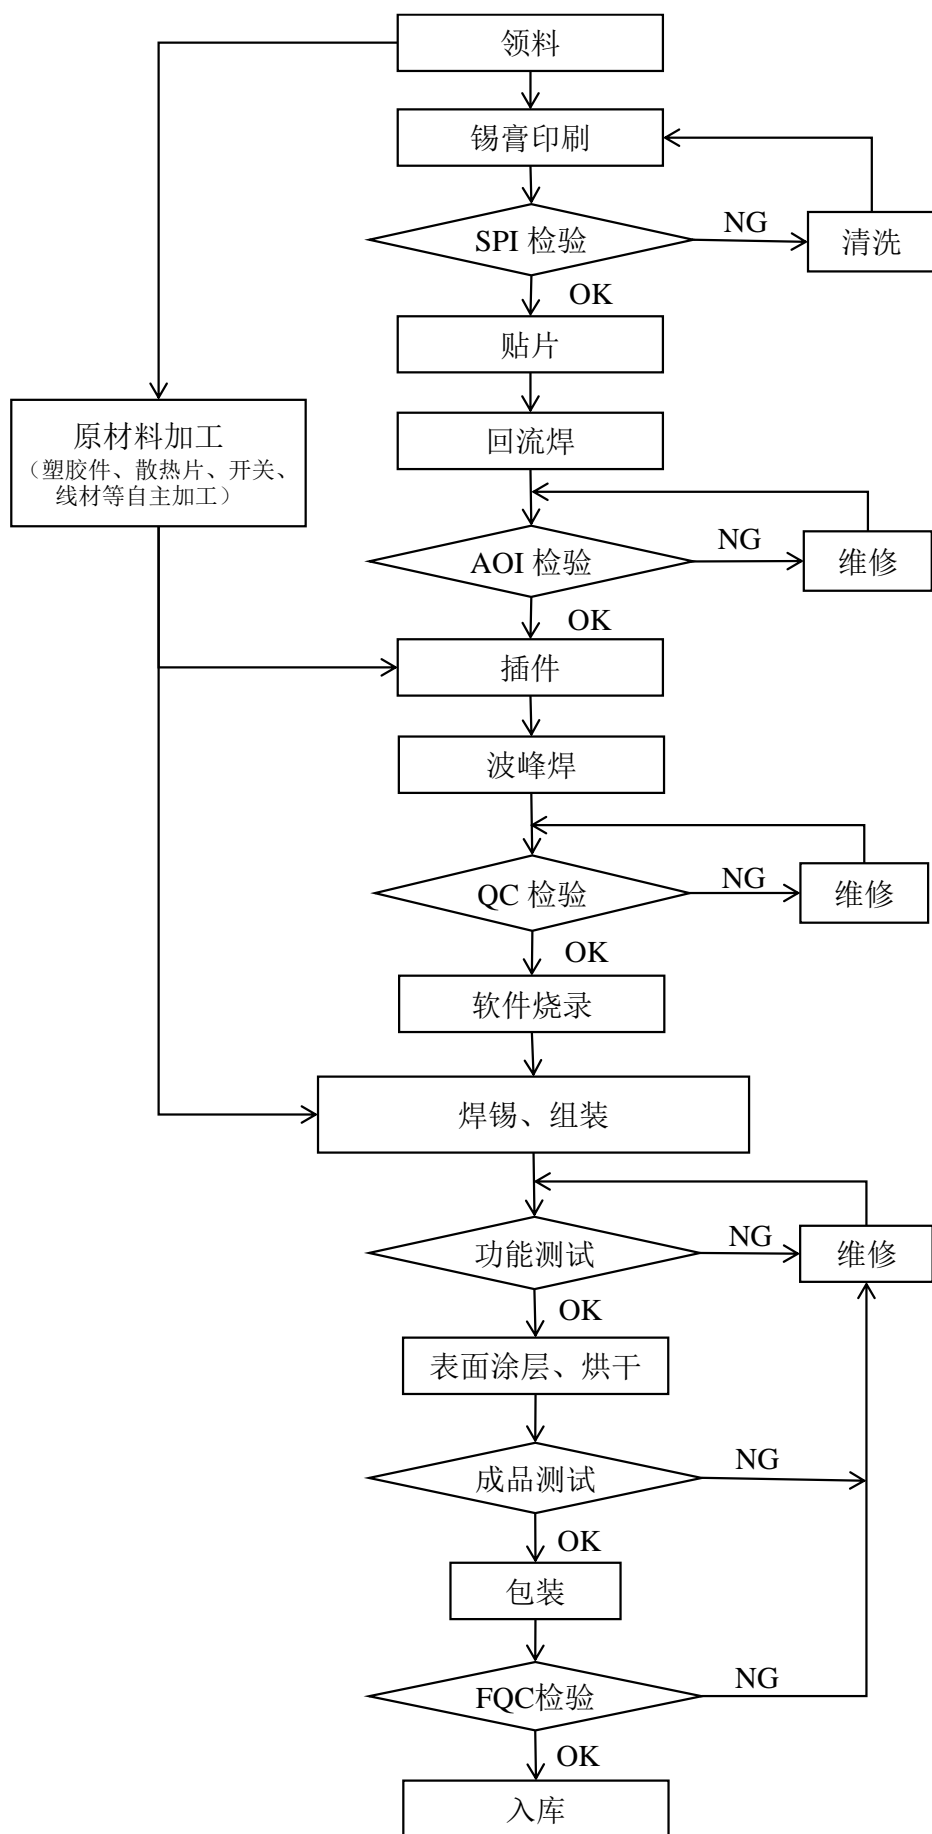 领料
锡膏印刷
SPI 检验
NG
清洗
OK
贴片
原材料加工
（塑胶件、散热片、开关、
线材等自主加工）
回流焊
AOI 检验
NG
维修
OK
插件
波峰焊
QC 检验
NG
维修
OK
软件烧录
焊锡、组装
功能测试
NG
维修
OK
表面涂层、烘干
成品测试
NG
OK
包装
FQC检验
NG
OK
入库